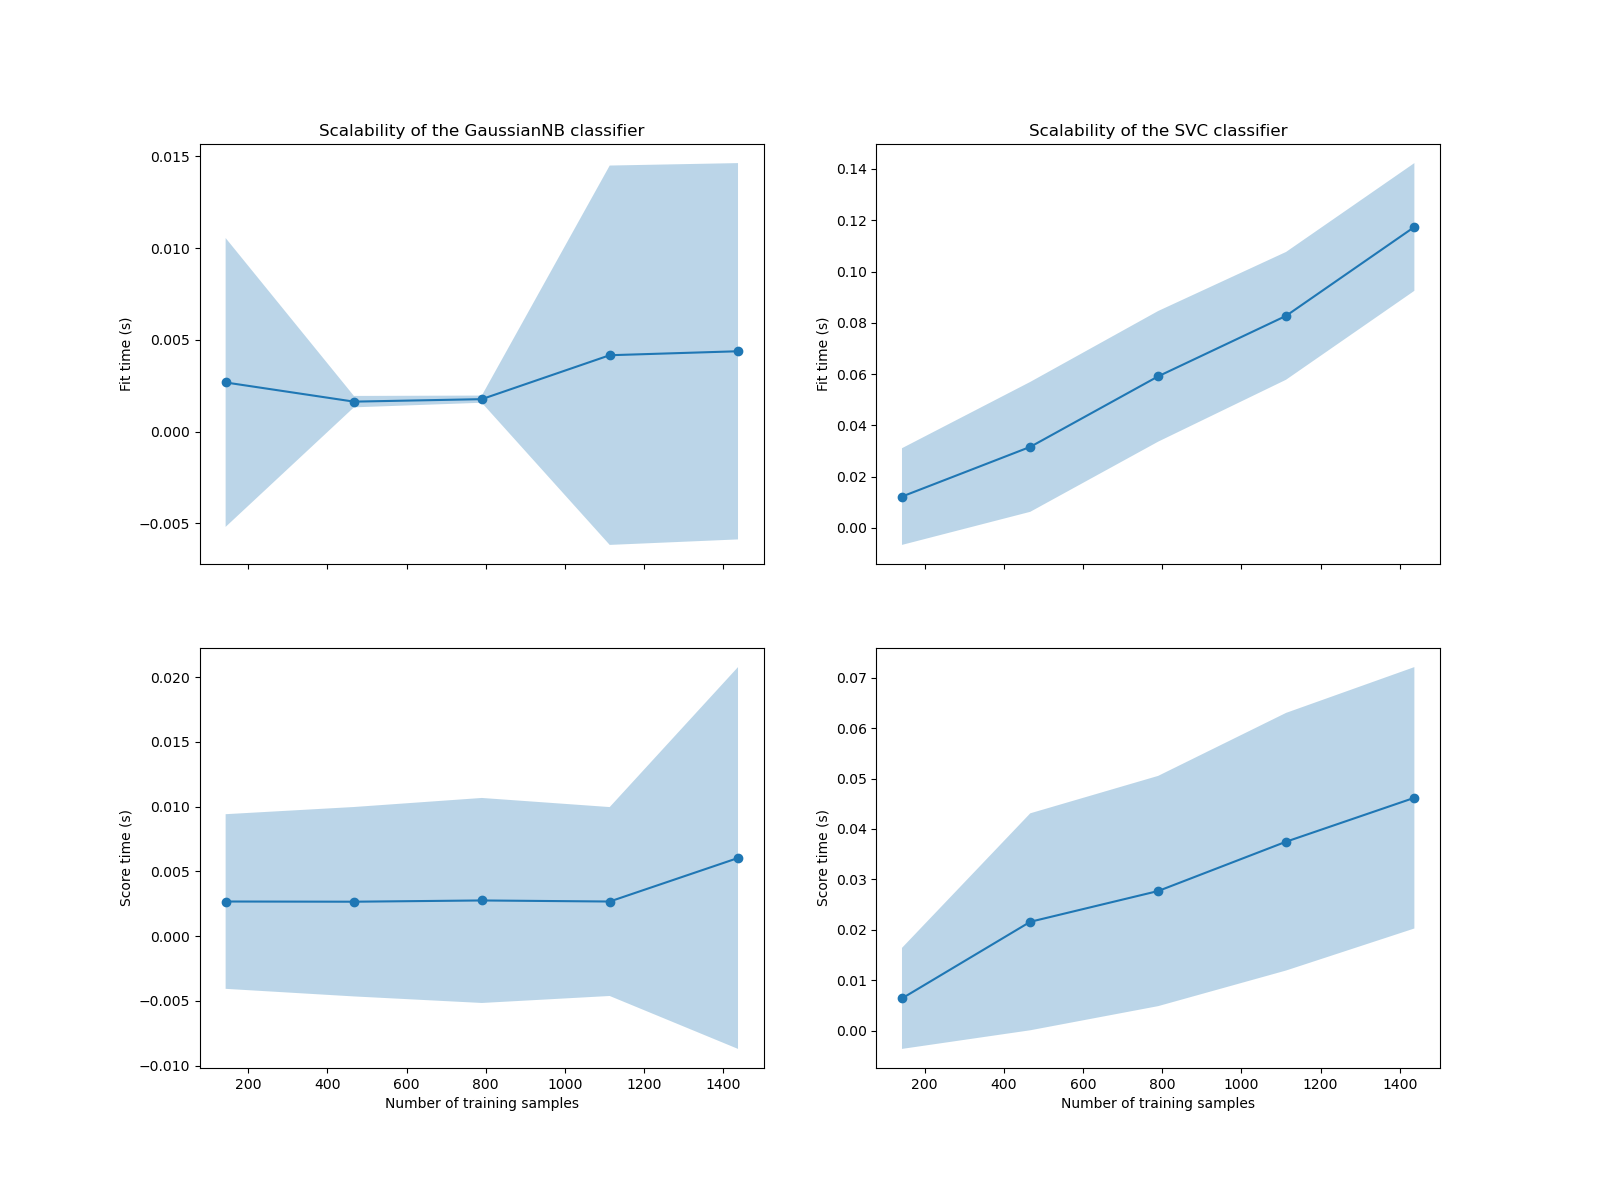 Scalability of the GaussianNB classifier
0.015
0.010
0.005
0.000
−0.005
Fit time (s)
Scalability of the SVC classifier
0.14
0.12
0.10
0.08
0.06
0.04
0.02
0.00
Fit time (s)
0.020
0.015
0.010
0.005
0.000
−0.005
−0.010
Score time (s)
200 400 600 800 1000 1200 1400
Number of training samples
0.07
0.06
0.05
0.04
0.03
0.02
0.01
0.00
Score time (s)
200 400 600 800 1000 1200 1400
Number of training samples